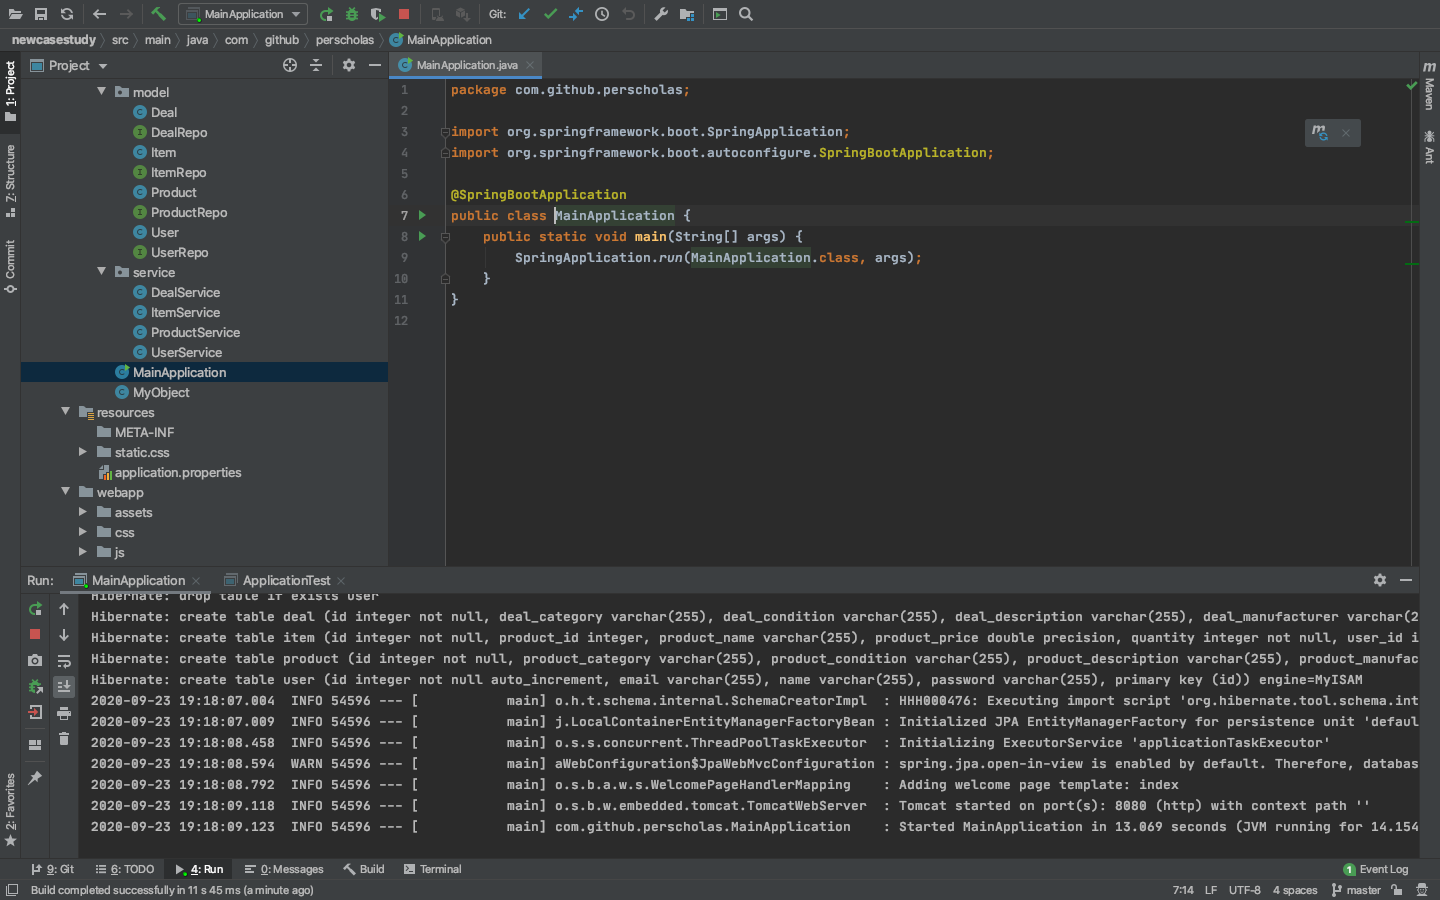 MainApplication
Git:
newcasestudy src main java com github perscholas MainApplication
1: Project
Z: Structure
Commit
2: Favorites
Project
model
Deal
DealRepo
Item
ItemRepo
Product
ProductRepo
User
UserRepo
service
DealService
ItemService
ProductService
UserService
MainApplication
MyObject
resources
META-INF
static.css
application.properties
webapp
assets
css
js
MainApplication.java
1 package com.github.perscholas;
2
3 import org.springframework.boot.SpringApplication;
4 import org.springframework.boot.autoconfigure.SpringBootApplication;
5
6 @SpringBootApplication
7 public class MainApplication {
8 public static void main(String[] args) {
9 SpringApplication.run(MainApplication.class, args);
10 }
11 }
12
m
Maven
Ant
Run: MainApplication ApplicationTest
Hibernate: drop table if exists user
Hibernate: create table deal (id integer not null, deal_category varchar(255), deal_condition varchar(255), deal_description varchar(255), deal_manufacturer varchar(2
Hibernate: create table item (id integer not null, product_id integer, product_name varchar(255), product_price double precision, quantity integer not null, user_id i
Hibernate: create table product (id integer not null, product_category varchar(255), product_condition varchar(255), product_description varchar(255), product_manufac
Hibernate: create table user (id integer not null auto_increment, email varchar(255), name varchar(255), password varchar(255), primary key (id)) engine=MyISAM
2020-09-23 19:18:07.004 INFO 54596 --- [ main] o.h.t.schema.internal.SchemaCreatorImpl : HHH000476: Executing import script 'org.hibernate.tool.schema.int
2020-09-23 19:18:07.009 INFO 54596 --- [ main] j.LocalContainerEntityManagerFactoryBean : Initialized JPA EntityManagerFactory for persistence unit 'defaul
2020-09-23 19:18:08.458 INFO 54596 --- [ main] o.s.s.concurrent.ThreadPoolTaskExecutor : Initializing ExecutorService 'applicationTaskExecutor'
2020-09-23 19:18:08.594 WARN 54596 --- [ main] aWebConfiguration$JpaWebMvcConfiguration : spring.jpa.open-in-view is enabled by default. Therefore, databas
2020-09-23 19:18:08.792 INFO 54596 --- [ main] o.s.b.a.w.s.WelcomePageHandlerMapping : Adding welcome page template: index
2020-09-23 19:18:09.118 INFO 54596 --- [ main] o.s.b.w.embedded.tomcat.TomcatWebServer : Tomcat started on port(s): 8080 (http) with context path ''
2020-09-23 19:18:09.123 INFO 54596 --- [ main] com.github.perscholas.MainApplication : Started MainApplication in 13.069 seconds (JVM running for 14.154
9: Git 6: TODO 4: Run 0: Messages Build Terminal 1 Event Log
Build completed successfully in 11 s 45 ms (a minute ago) 7:14 LF UTF-8 4 spaces master